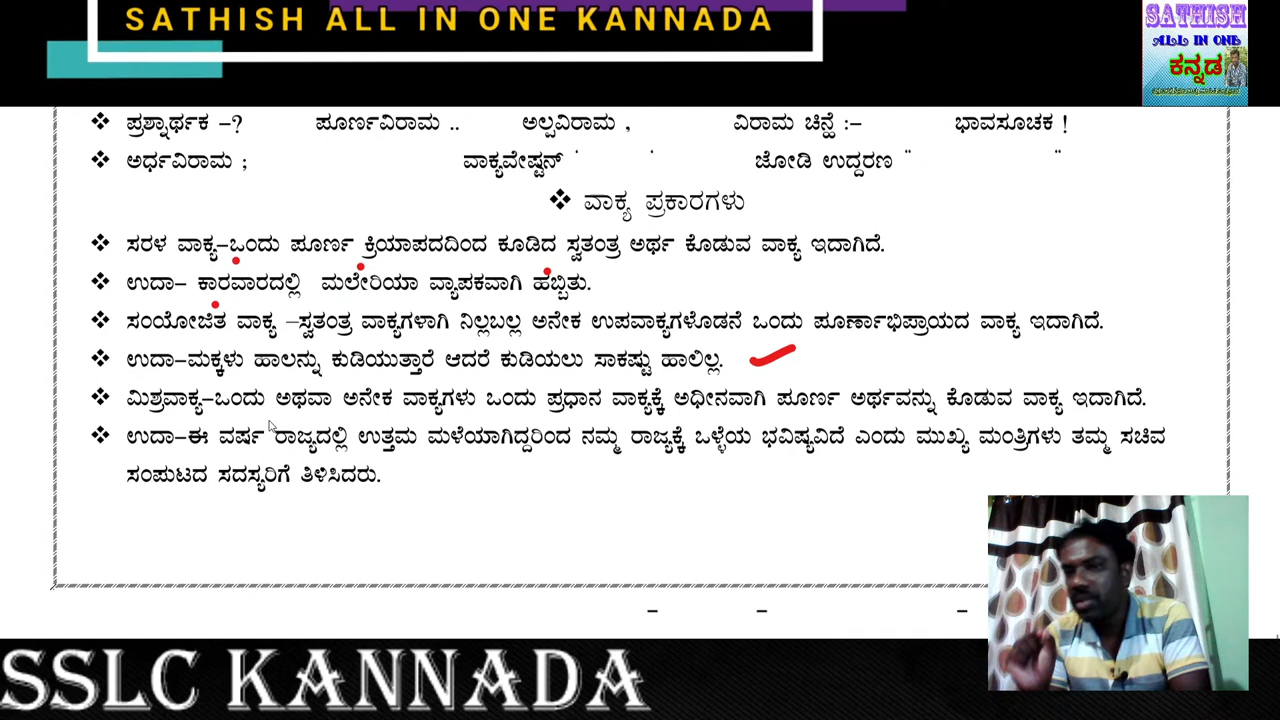 SATHISH ALL IN ONE KANNADA
SATHISH
ALL IN ONE
ಕನ್ನಡ
❖ ಪ್ರಶ್ನಾರ್ಥಕ –? ಪೂರ್ಣವಿರಾಮ .. ಅಲ್ಪವಿರಾಮ , ವಿರಾಮ ಚಿನ್ಹೆ :– ಭಾವಸೂಚಕ !
❖ ಅರ್ಧವಿರಾಮ ; ವಾಕ್ಯವೇಷ್ಟನ್ ' ' ಜೋಡಿ ಉದ್ದರಣ " "
❖ ವಾಕ್ಯ ಪ್ರಕಾರಗಳು
❖ ಸರಳ ವಾಕ್ಯ–ಒಂದು ಪೂರ್ಣ ಕ್ರಿಯಾಪದದಿಂದ ಕೂಡಿದ ಸ್ವತಂತ್ರ ಅರ್ಥ ಕೊಡುವ ವಾಕ್ಯ ಇದಾಗಿದೆ.
❖ ಉದಾ– ಕಾರವಾರದಲ್ಲಿ ಮಲೇರಿಯಾ ವ್ಯಾಪಕವಾಗಿ ಹಬ್ಬಿತು.
❖ ಸಂಯೋಜಿತ ವಾಕ್ಯ –ಸ್ವತಂತ್ರ ವಾಕ್ಯಗಳಾಗಿ ನಿಲ್ಲಬಲ್ಲ ಅನೇಕ ಉಪವಾಕ್ಯಗಳೊಡನೆ ಒಂದು ಪೂರ್ಣಾಭಿಪ್ರಾಯದ ವಾಕ್ಯ ಇದಾಗಿದೆ.
❖ ಉದಾ–ಮಕ್ಕಳು ಹಾಲನ್ನು ಕುಡಿಯುತ್ತಾರೆ ಆದರೆ ಕುಡಿಯಲು ಸಾಕಷ್ಟು ಹಾಲಿಲ್ಲ.
❖ ಮಿಶ್ರವಾಕ್ಯ–ಒಂದು ಅಥವಾ ಅನೇಕ ವಾಕ್ಯಗಳು ಒಂದು ಪ್ರಧಾನ ವಾಕ್ಯಕ್ಕೆ ಅಧೀನವಾಗಿ ಪೂರ್ಣ ಅರ್ಥವನ್ನು ಕೊಡುವ ವಾಕ್ಯ ಇದಾಗಿದೆ.
❖ ಉದಾ–ಈ ವರ್ಷ ರಾಜ್ಯದಲ್ಲಿ ಉತ್ತಮ ಮಳೆಯಾಗಿದ್ದರಿಂದ ನಮ್ಮ ರಾಜ್ಯಕ್ಕೆ ಒಳ್ಳೆಯ ಭವಿಷ್ಯವಿದೆ ಎಂದು ಮುಖ್ಯ ಮಂತ್ರಿಗಳು ತಮ್ಮ ಸಚಿವ
ಸಂಪುಟದ ಸದಸ್ಯರಿಗೆ ತಿಳಿಸಿದರು.
SSLC KANNADA